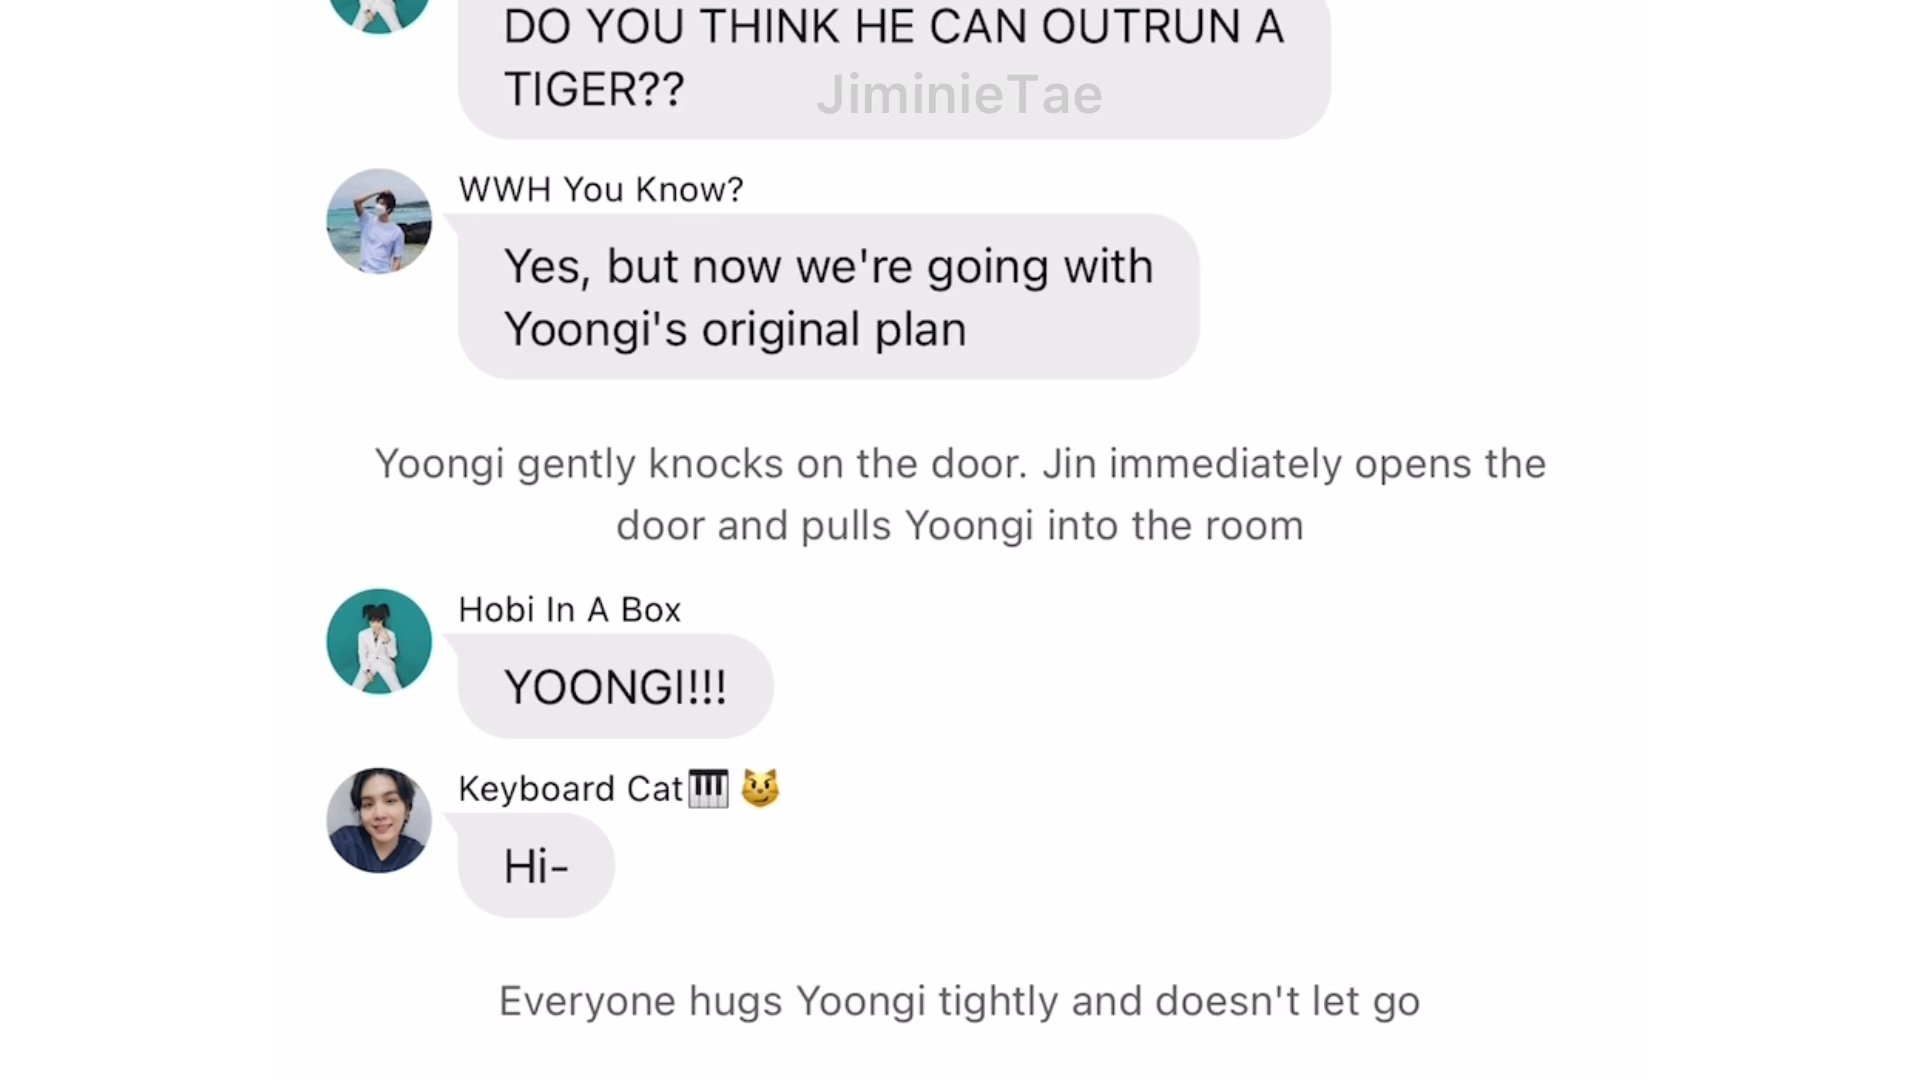 DO YOU THINK HE CAN OUTRUN A
TIGER??
JiminieTae
WWH You Know?
Yes, but now we're going with
Yoongi's original plan
Yoongi gently knocks on the door. Jin immediately opens the
door and pulls Yoongi into the room
Hobi In A Box
YOONGI!!!
Keyboard Cat🎹 😼
Hi-
Everyone hugs Yoongi tightly and doesn't let go